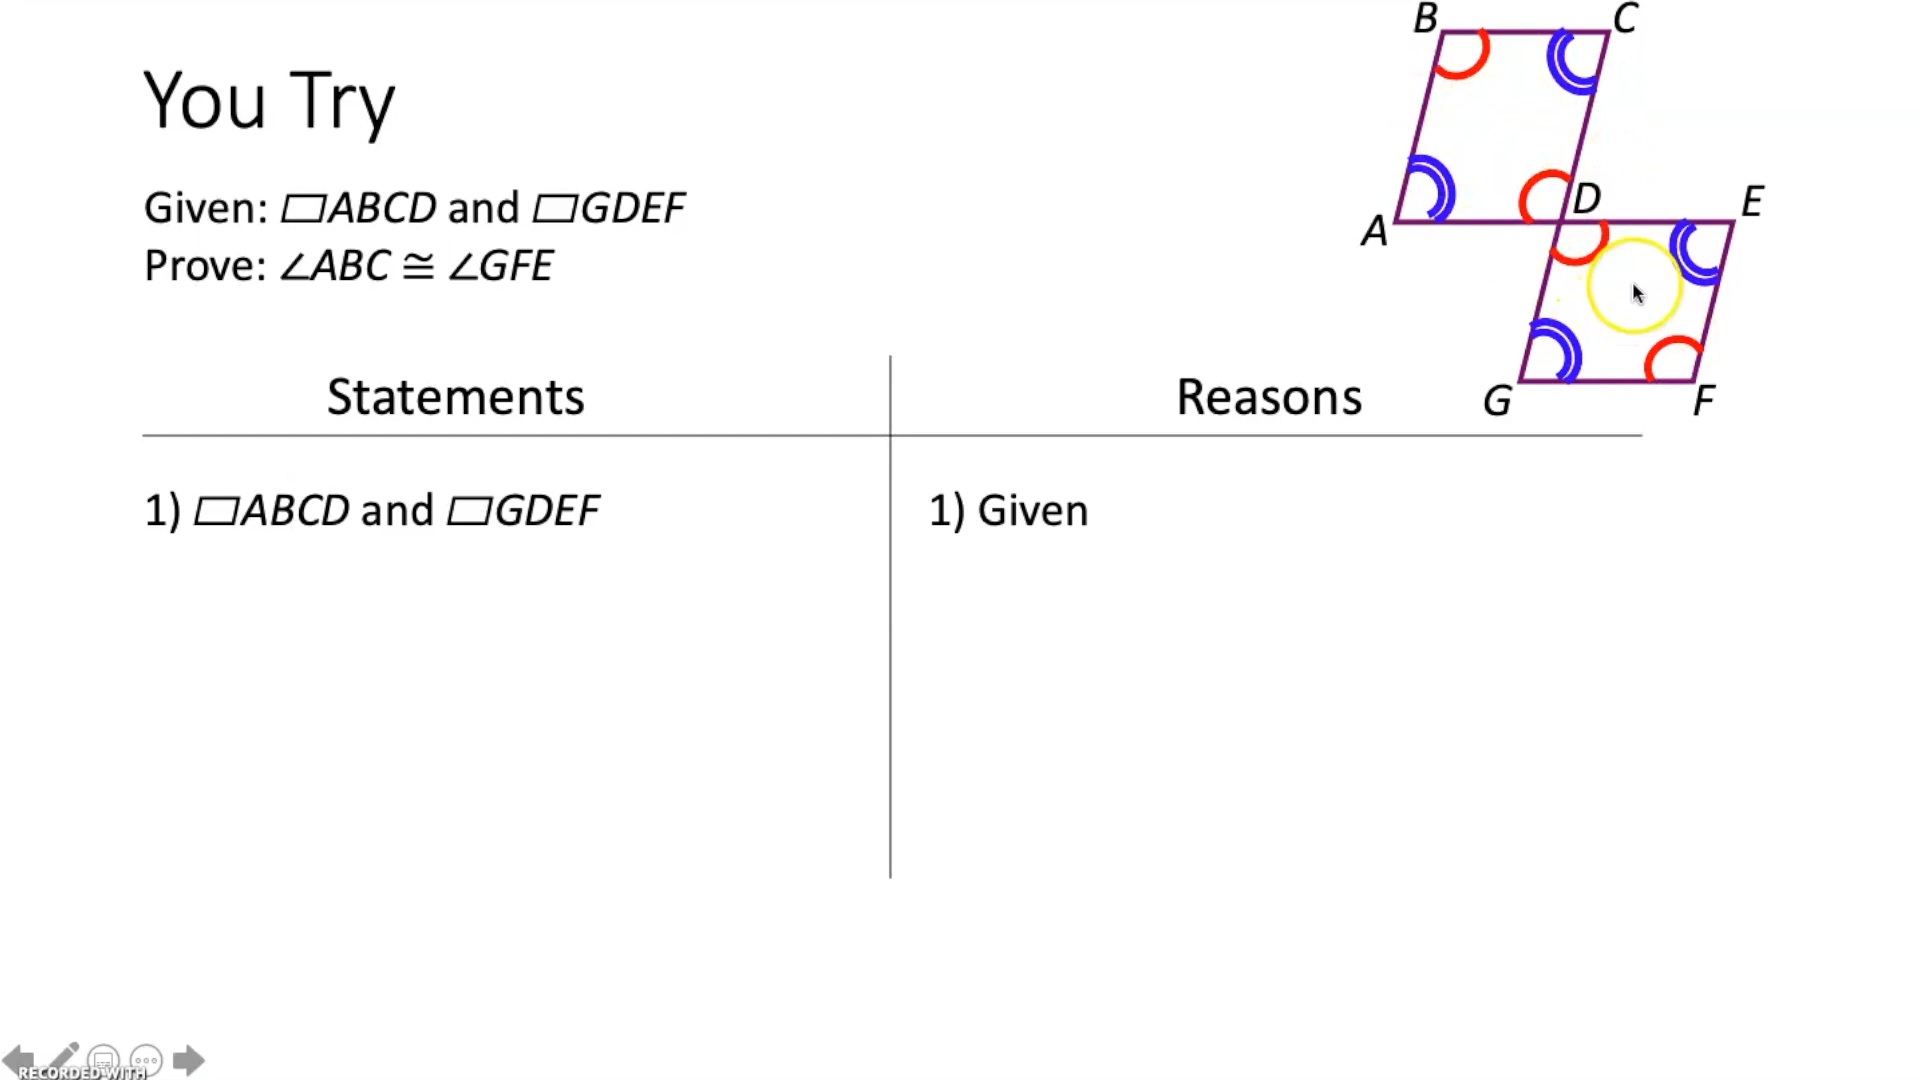 You Try
Given: ▱ABCD and ▱GDEF
Prove: ∠ABC ≅ ∠GFE
B
C
A
D
E
G
F
Statements
Reasons
1) ▱ABCD and ▱GDEF
1) Given
RECORDED WITH